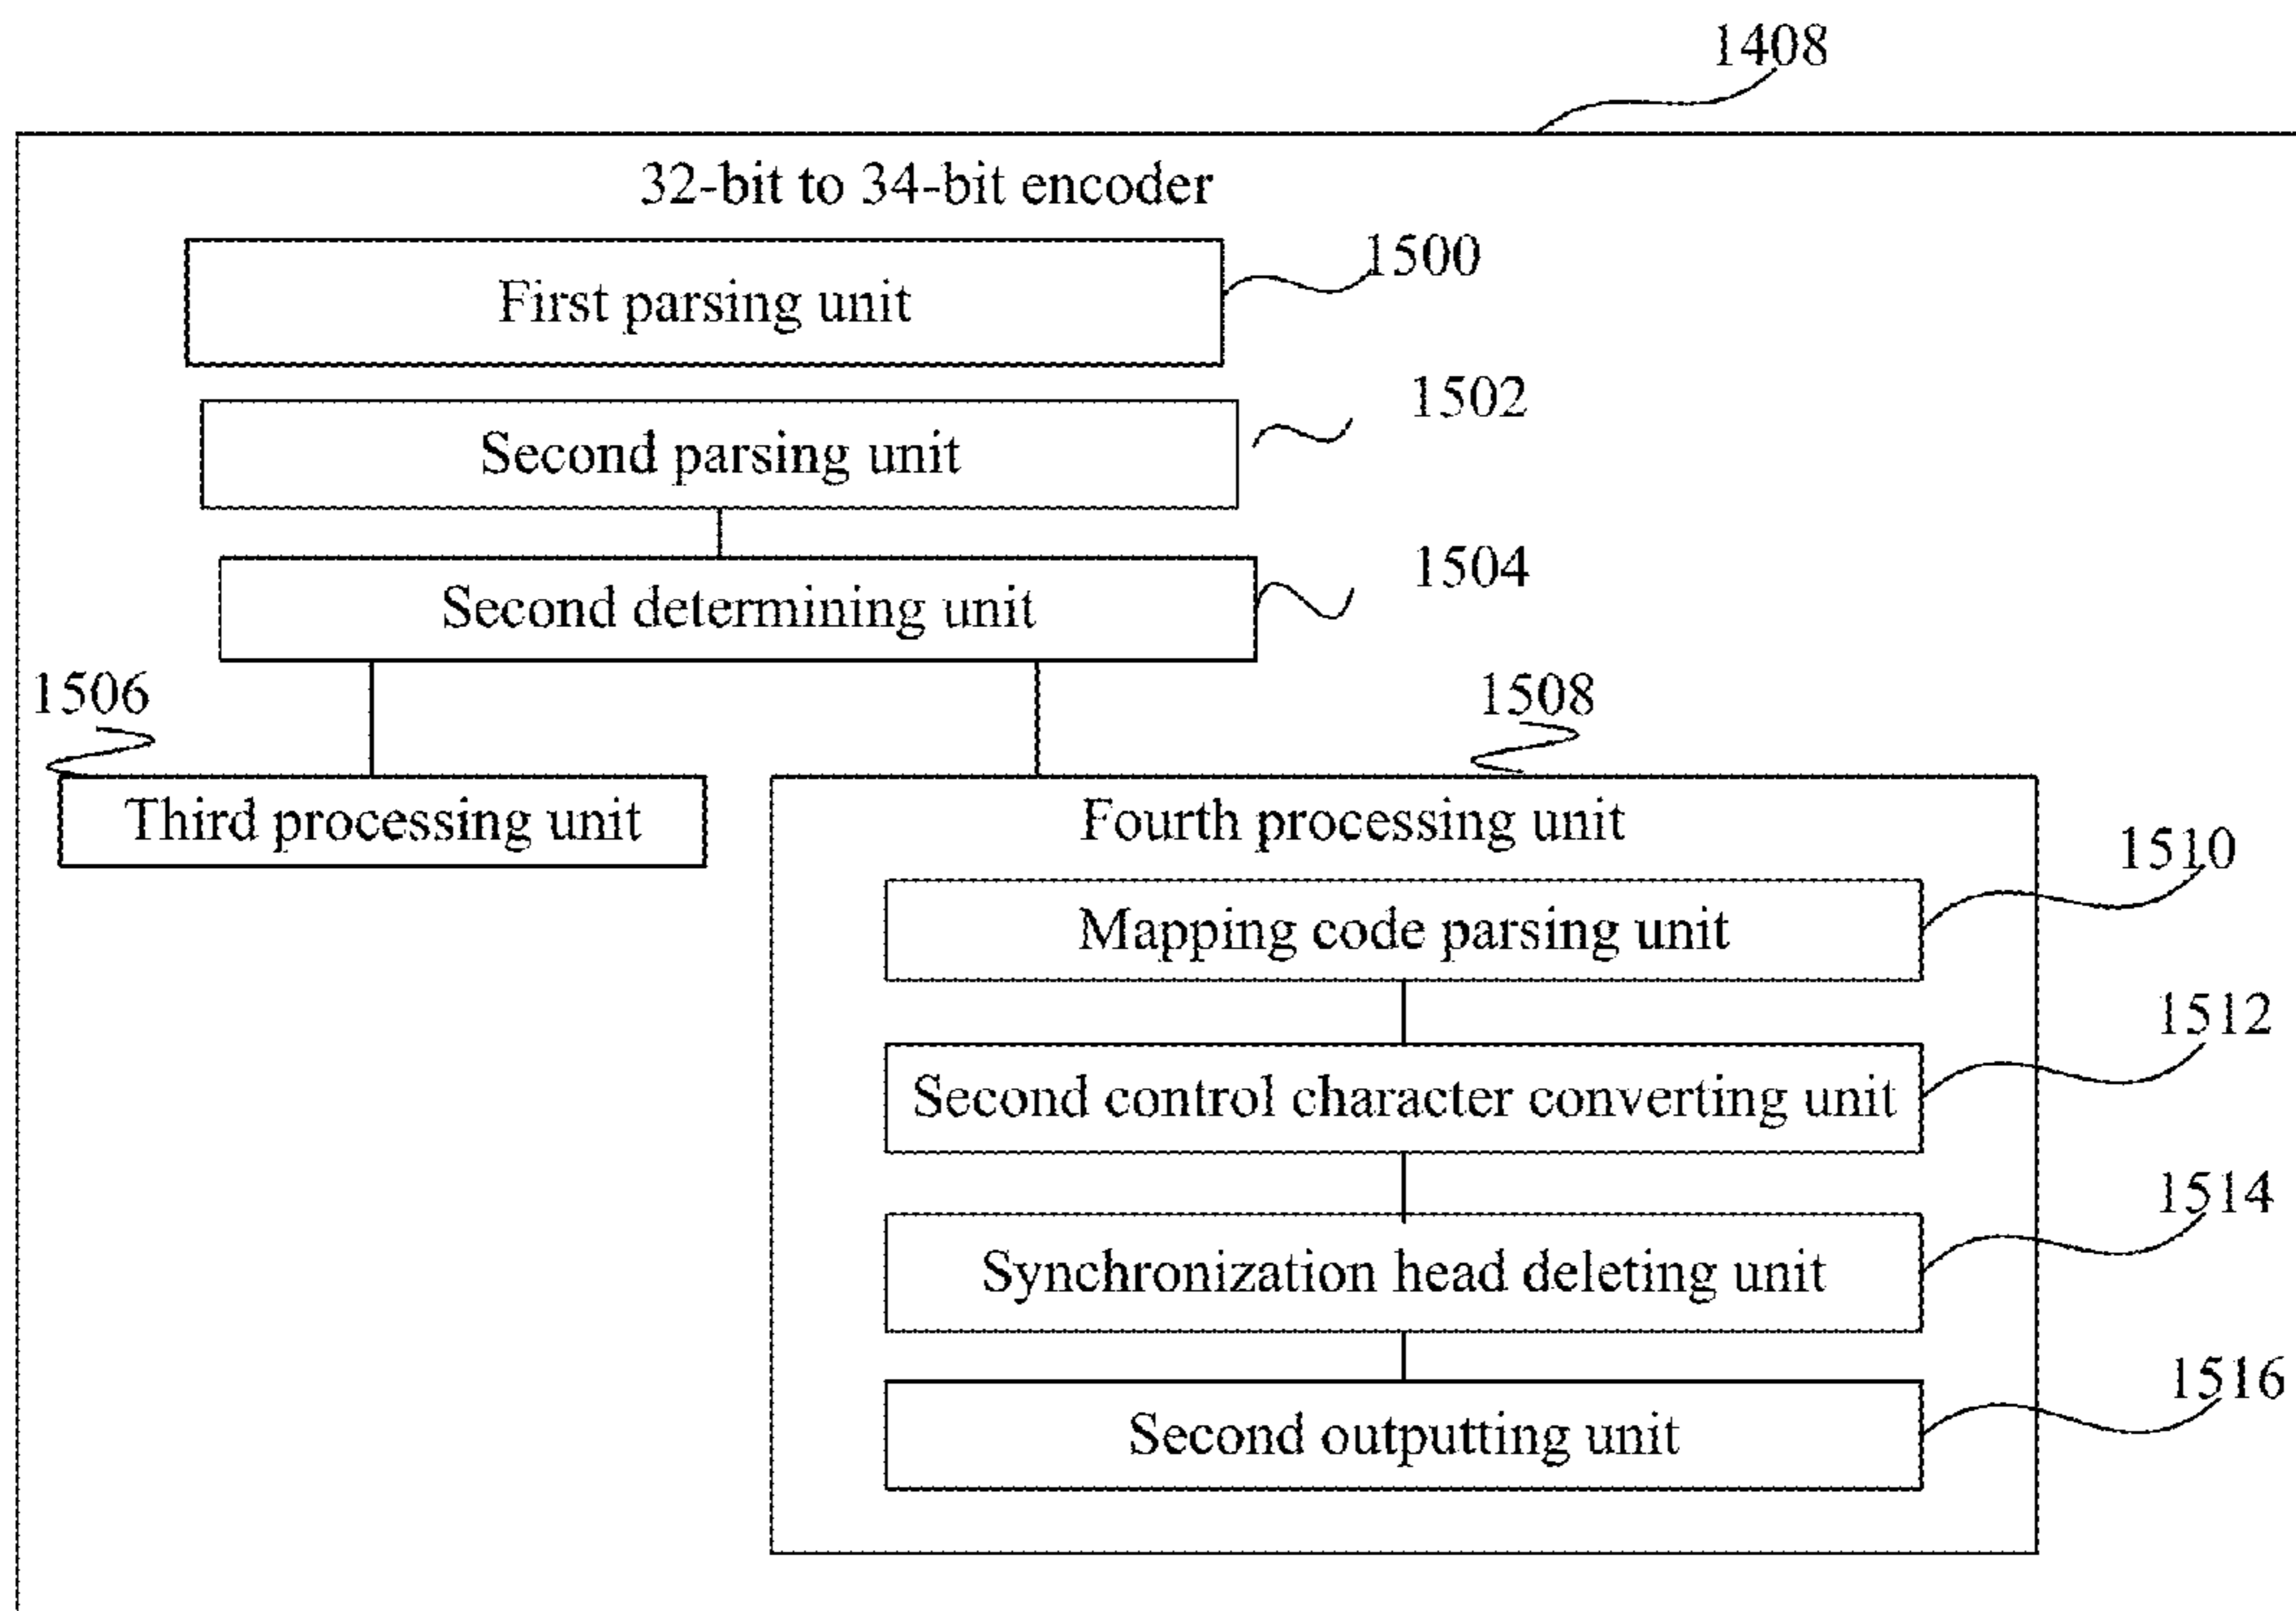 1408
32-bit to 34-bit encoder
1500
First parsing unit
1502
Second parsing unit
1504
Second determining unit
1506
1508
Third processing unit
Fourth processing unit
1510
Mapping code parsing unit
1512
Second control character converting unit
1514
Synchronization head deleting unit
1516
Second outputting unit